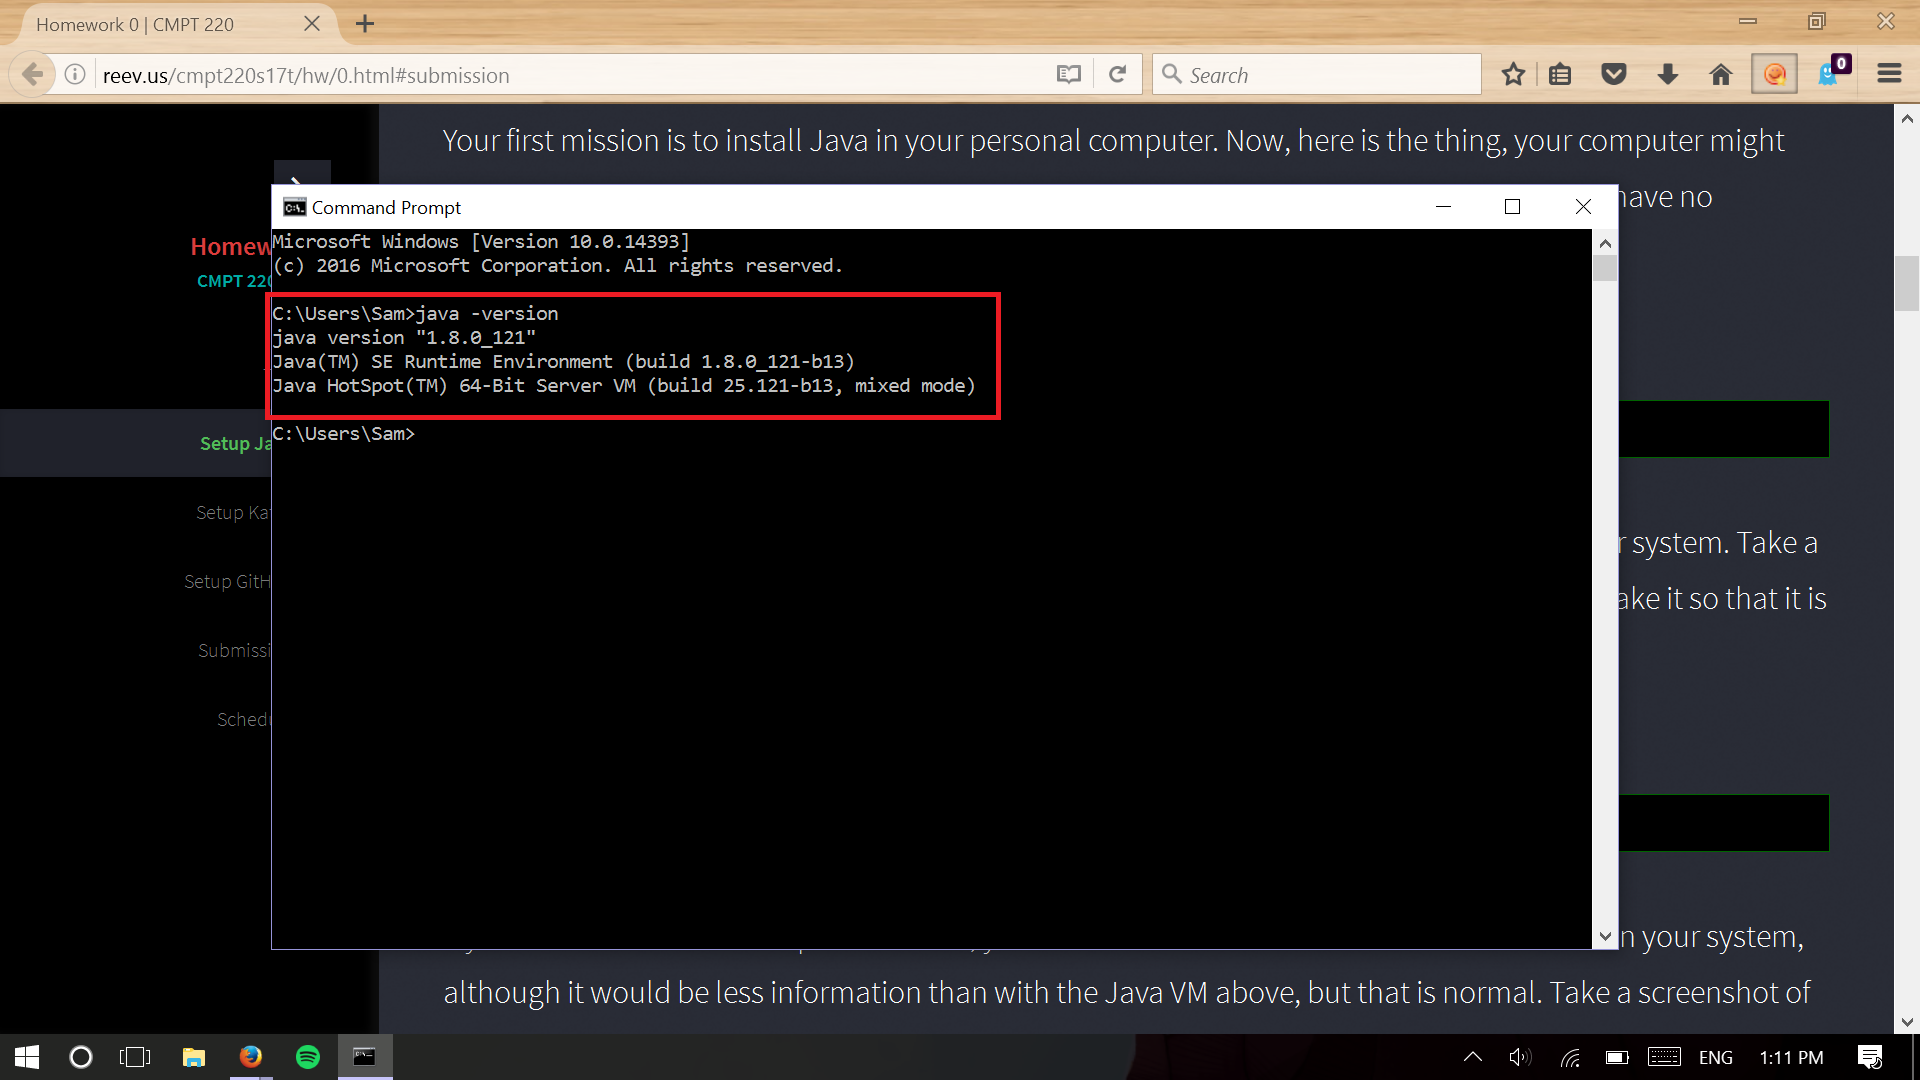 Homework 0 | CMPT 220
reev.us/cmpt220s17t/hw/0.html#submission
Search
0
Your first mission is to install Java in your personal computer. Now, here is the thing, your computer might
have no
Command Prompt
Homew
CMPT 220
Microsoft Windows [Version 10.0.14393]
(c) 2016 Microsoft Corporation. All rights reserved.
C:\Users\Sam>java -version
java version "1.8.0_121"
Java(TM) SE Runtime Environment (build 1.8.0_121-b13)
Java HotSpot(TM) 64-Bit Server VM (build 25.121-b13, mixed mode)
C:\Users\Sam>
Setup Ja
Setup Kat
Setup GitH
Submissi
Schedu
r system. Take a
ake it so that it is
n your system,
although it would be less information than with the Java VM above, but that is normal. Take a screenshot of
ENG
1:11 PM